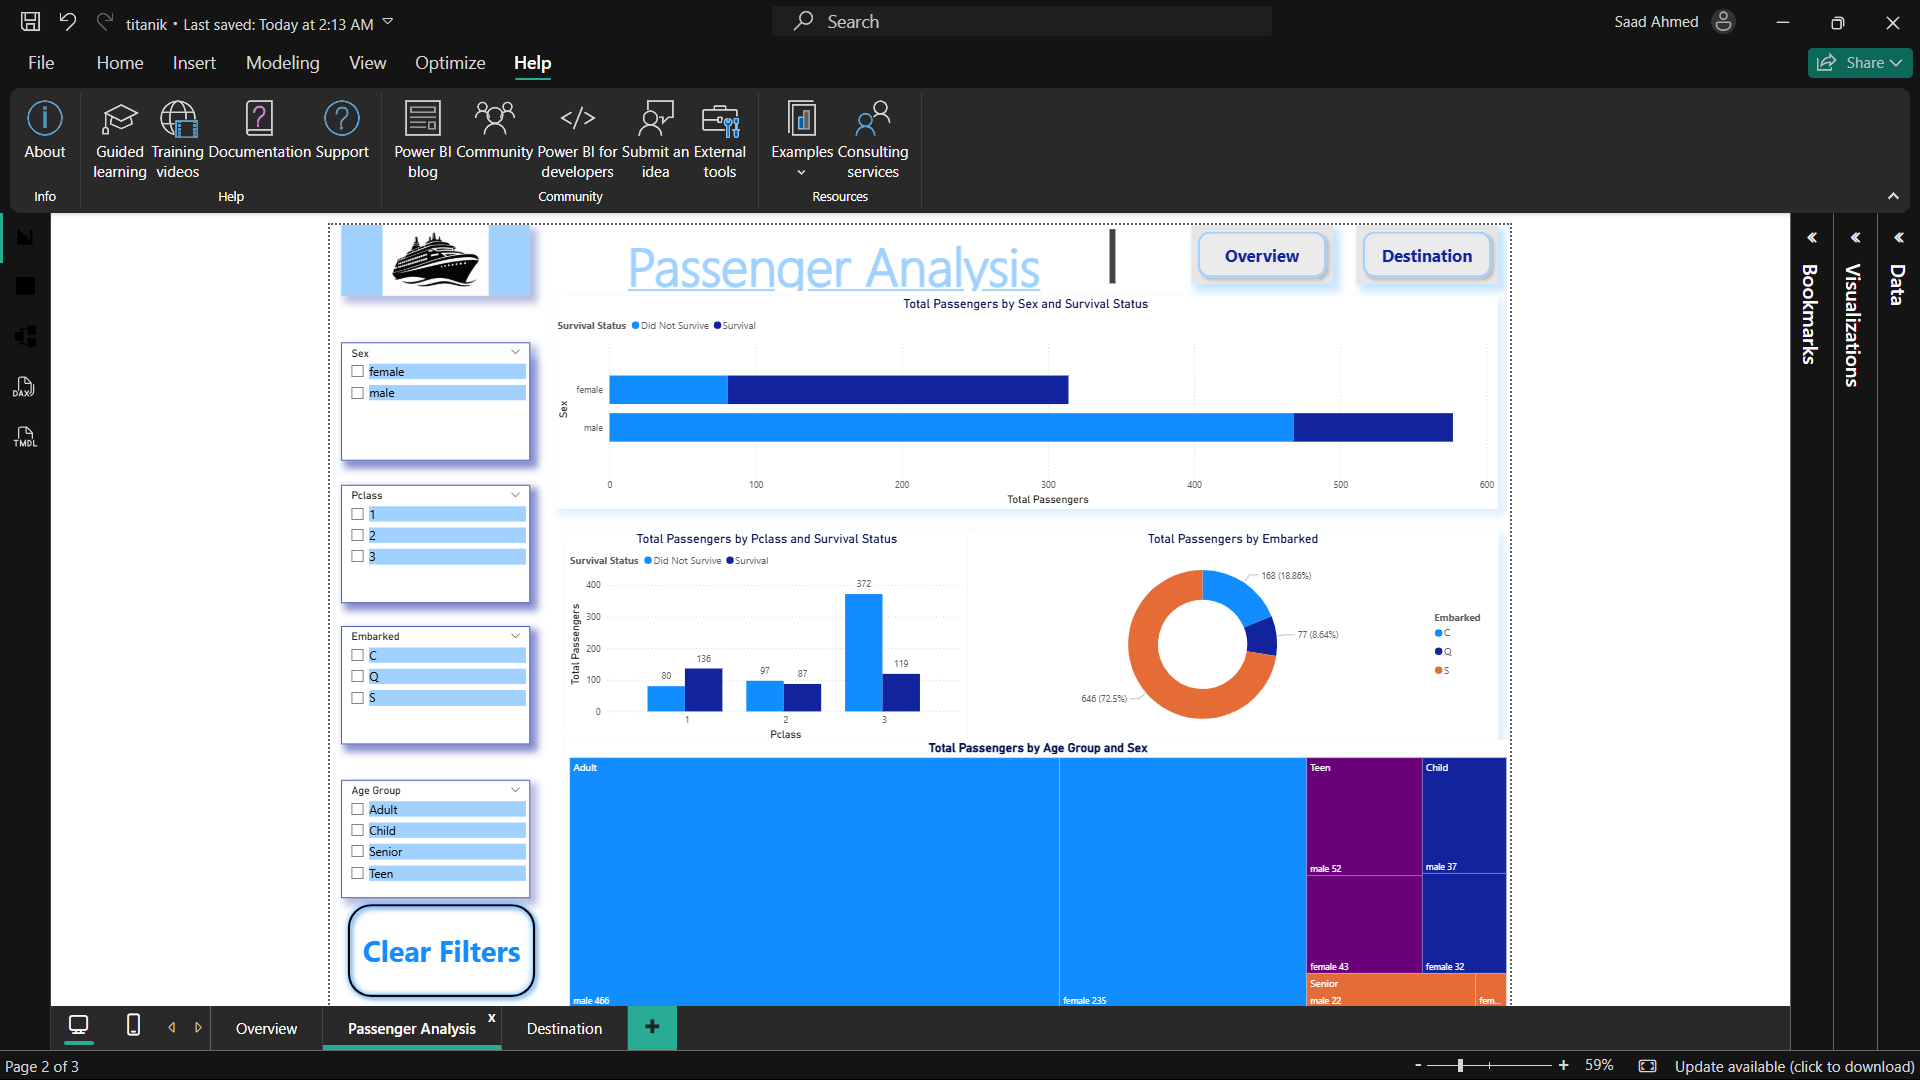 titanik • Last saved: Today at 2:13 AM
Search
Saad Ahmed
File Home Insert Modeling View Optimize Help
Share
About
Guided learning
Training videos
Documentation
Support
Power BI blog
Community
Power BI for developers
Submit an idea
External tools
Examples
Consulting services
Info
Help
Community
Resources
Passenger Analysis
Overview
Destination
Bookmarks
Visualizations
Data
DAX
TMDL
Sex
female
male
Pclass
1
2
3
Embarked
C
Q
S
Age Group
Adult
Child
Senior
Teen
Clear Filters
Total Passengers by Sex and Survival Status
Survival Status Did Not Survive Survival
Sex
female
male
0 100 200 300 400 500 600
Total Passengers
Total Passengers by Pclass and Survival Status
Survival Status Did Not Survive Survival
Total Passengers
400
300
200
100
0
80
136
97
87
372
119
1 2 3
Pclass
Total Passengers by Embarked
168 (18.86%)
77 (8.64%)
646 (72.5%)
Embarked
C
Q
S
Total Passengers by Age Group and Sex
Adult
male 466
female 235
Teen
male 52
female 43
Child
male 37
female 32
Senior
male 22
fem...
Overview
Passenger Analysis
x
Destination
+
Page 2 of 3
- + 59%
Update available (click to download)